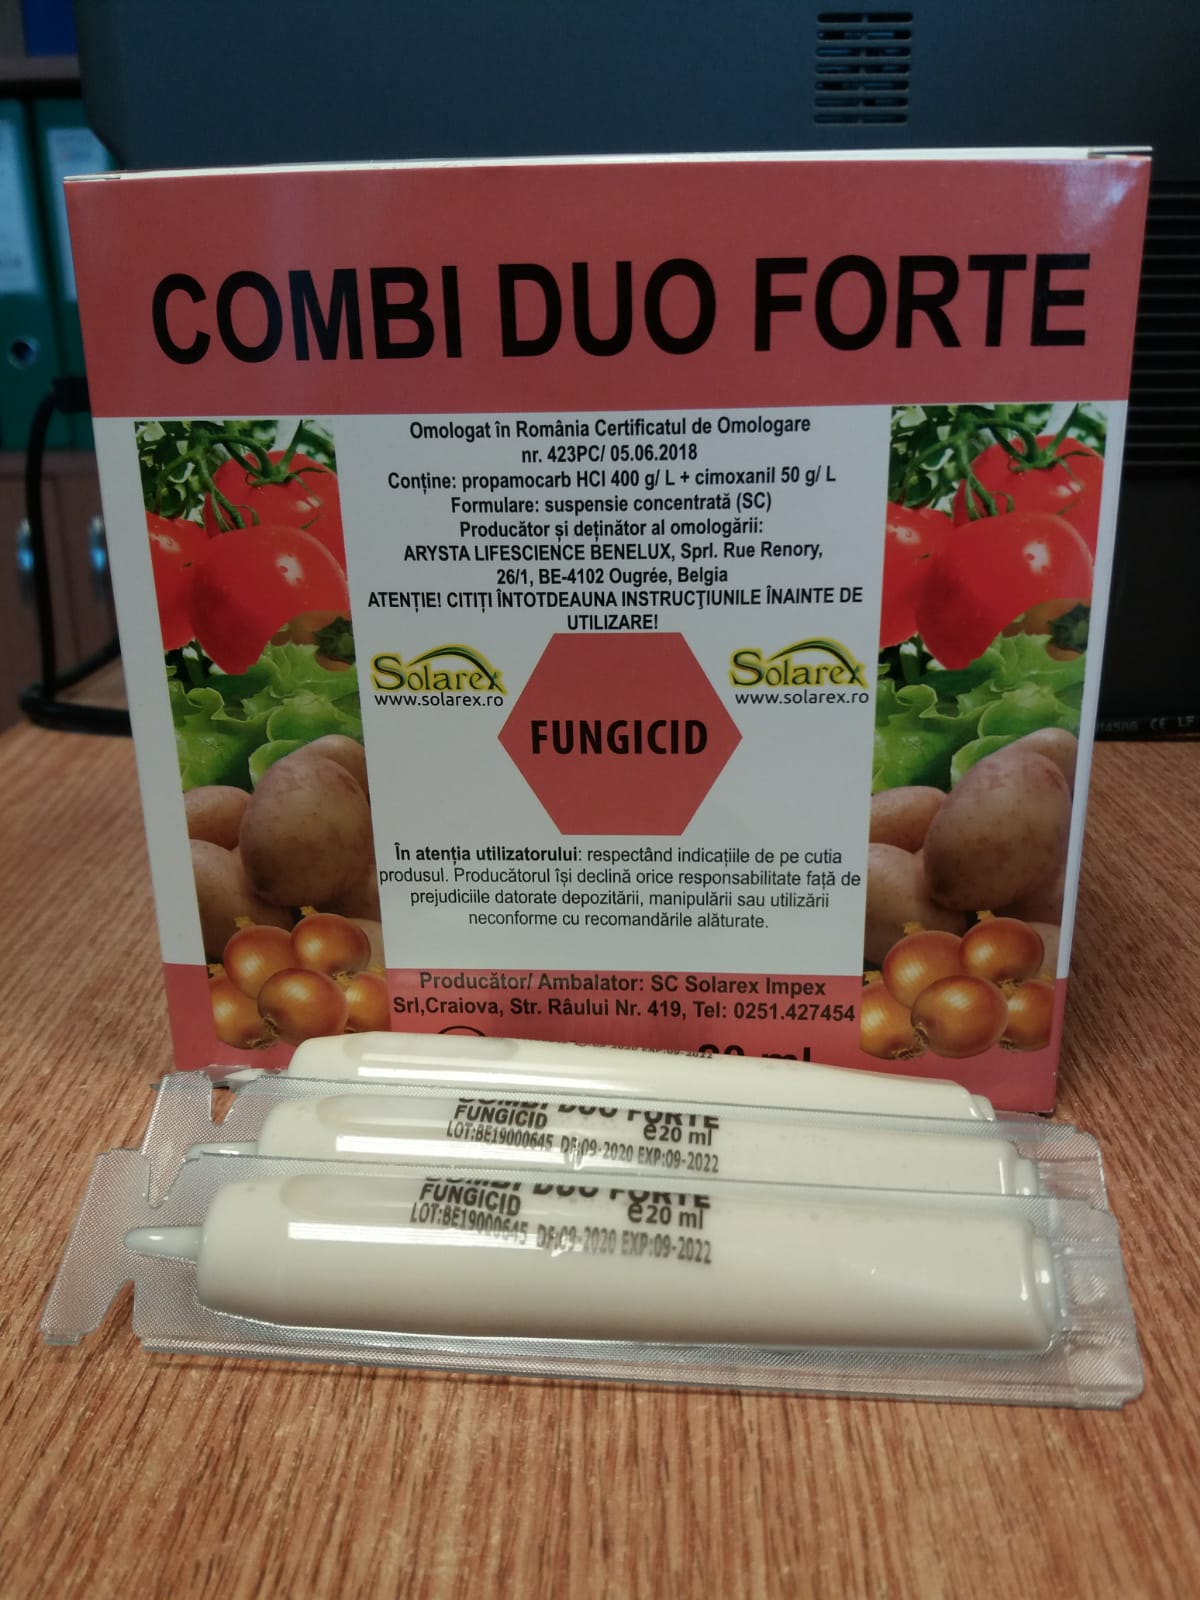 COMBI DUO FORTE
Omologat în România Certificatul de Omologare
nr. 423PC/ 05.06.2018
Conține: propamocarb HCl 400 g/ L + cimoxanil 50 g/ L
Formulare: suspensie concentrată (SC)
Producător și deținător al omologării:
ARYSTA LIFESCIENCE BENELUX, Sprl. Rue Renory,
26/1, BE-4102 Ougrée, Belgia
ATENȚIE! CITIȚI ÎNTOTDEAUNA INSTRUCŢIUNILE ÎNAINTE DE
UTILIZARE!
Solarex
www.solarex.ro
Solarex
www.solarex.ro
FUNGICID
În atenția utilizatorului: respectând indicațiile de pe cutia
produsul. Producătorul își declină orice responsabilitate față de
prejudiciile datorate depozitării, manipulării sau utilizării
neconforme cu recomandările alăturate.
Producător/ Ambalator: SC Solarex Impex
Srl,Craiova, Str. Râului Nr. 419, Tel: 0251.427454
20 ml
COMBI DUO FORTE
FUNGICID e20 ml
LOT:BE19000645 DF:09-2020 EXP:09-2022
COMBI DUO FORTE
FUNGICID e20 ml
LOT:BE19000645 DF:09-2020 EXP:09-2022